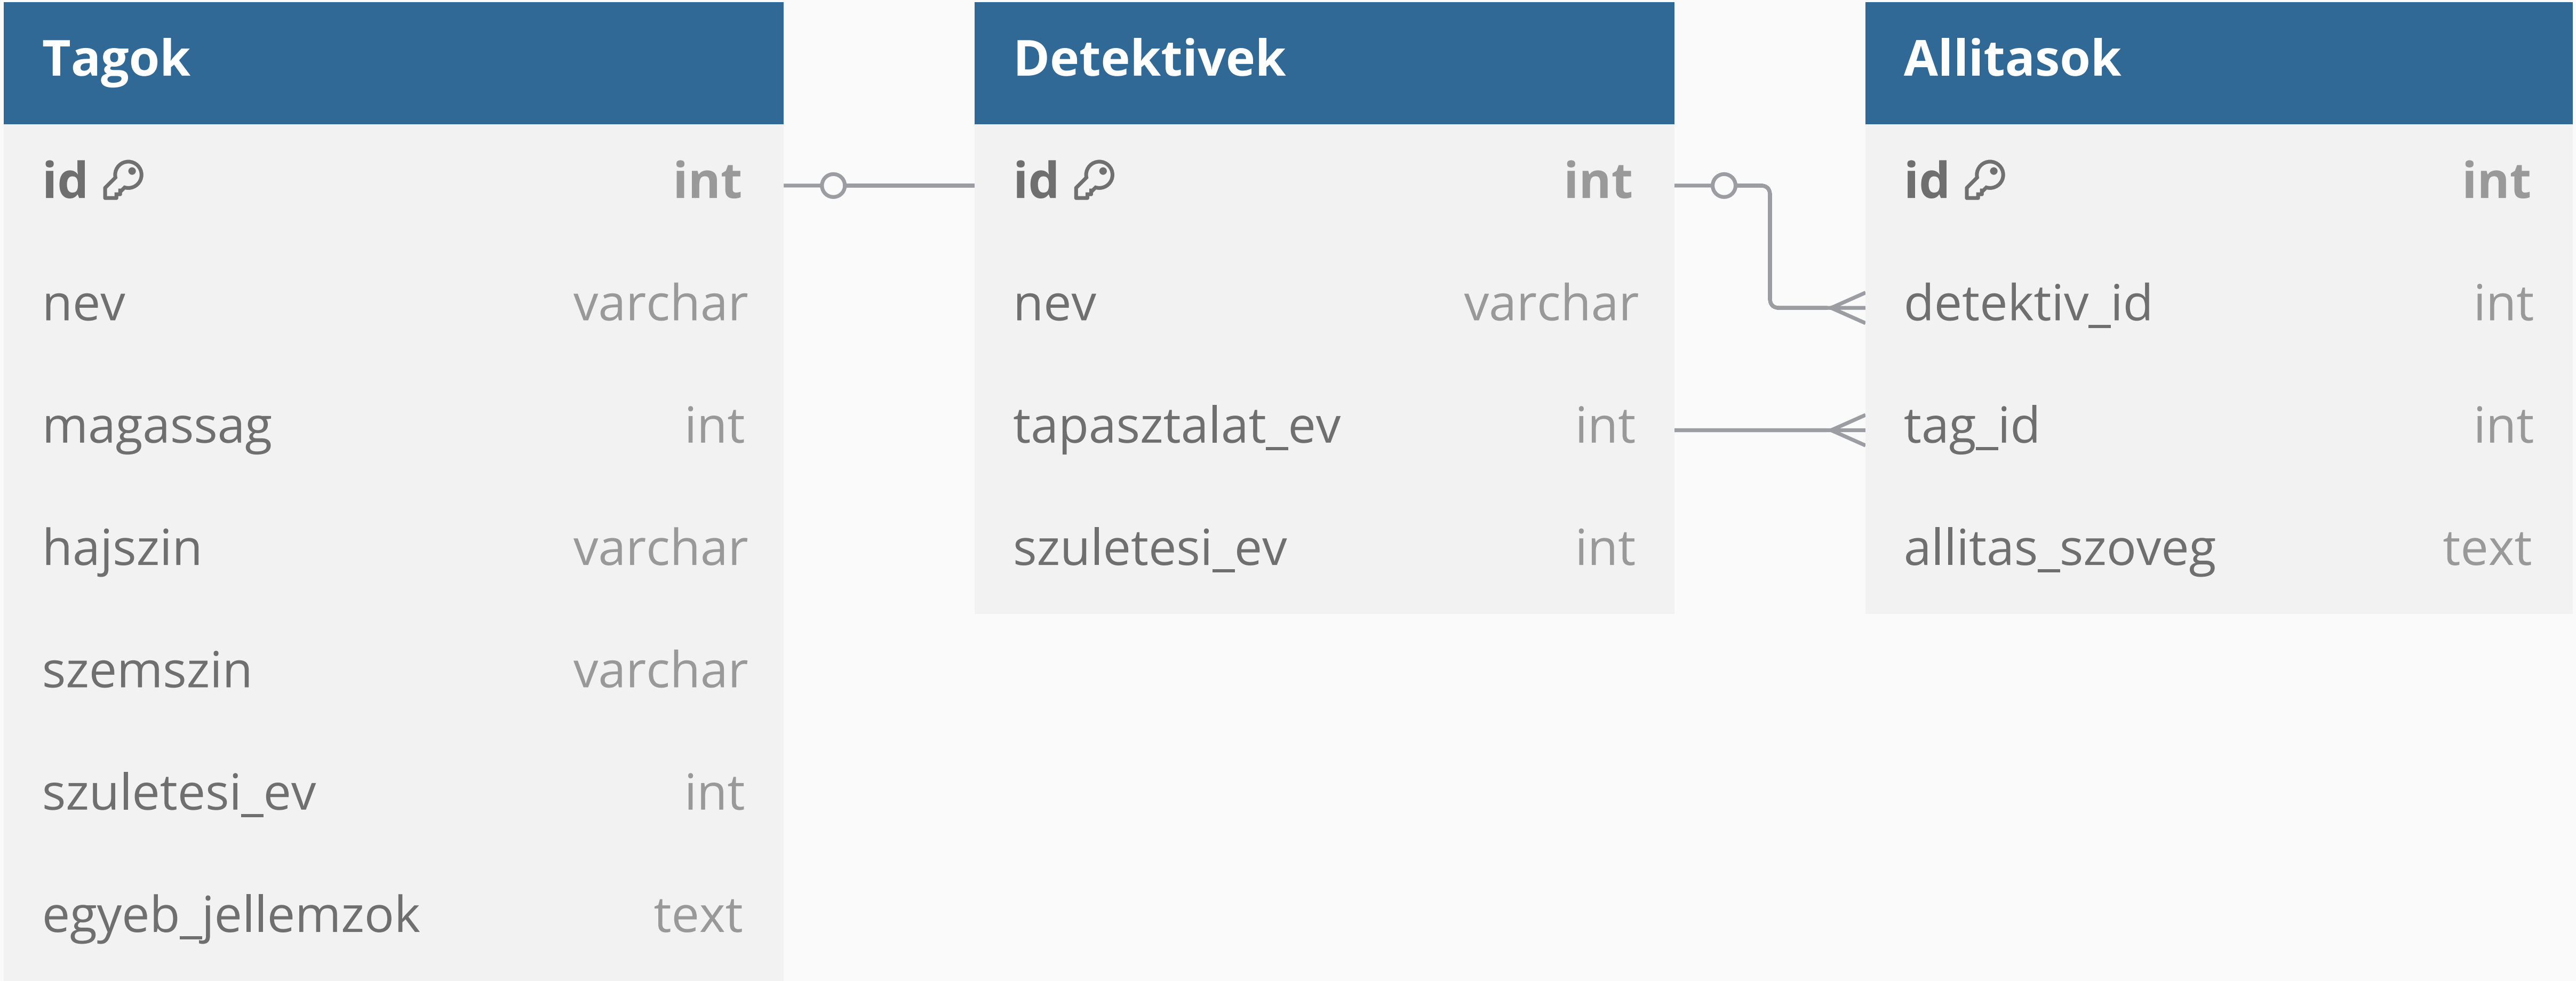 Tagok
id int
nev varchar
magassag int
hajszin varchar
szemszin varchar
szuletesi_ev int
egyeb_jellemzok text
Detektivek
id int
nev varchar
tapasztalat_ev int
szuletesi_ev int
Allitasok
id int
detektiv_id int
tag_id int
allitas_szoveg text